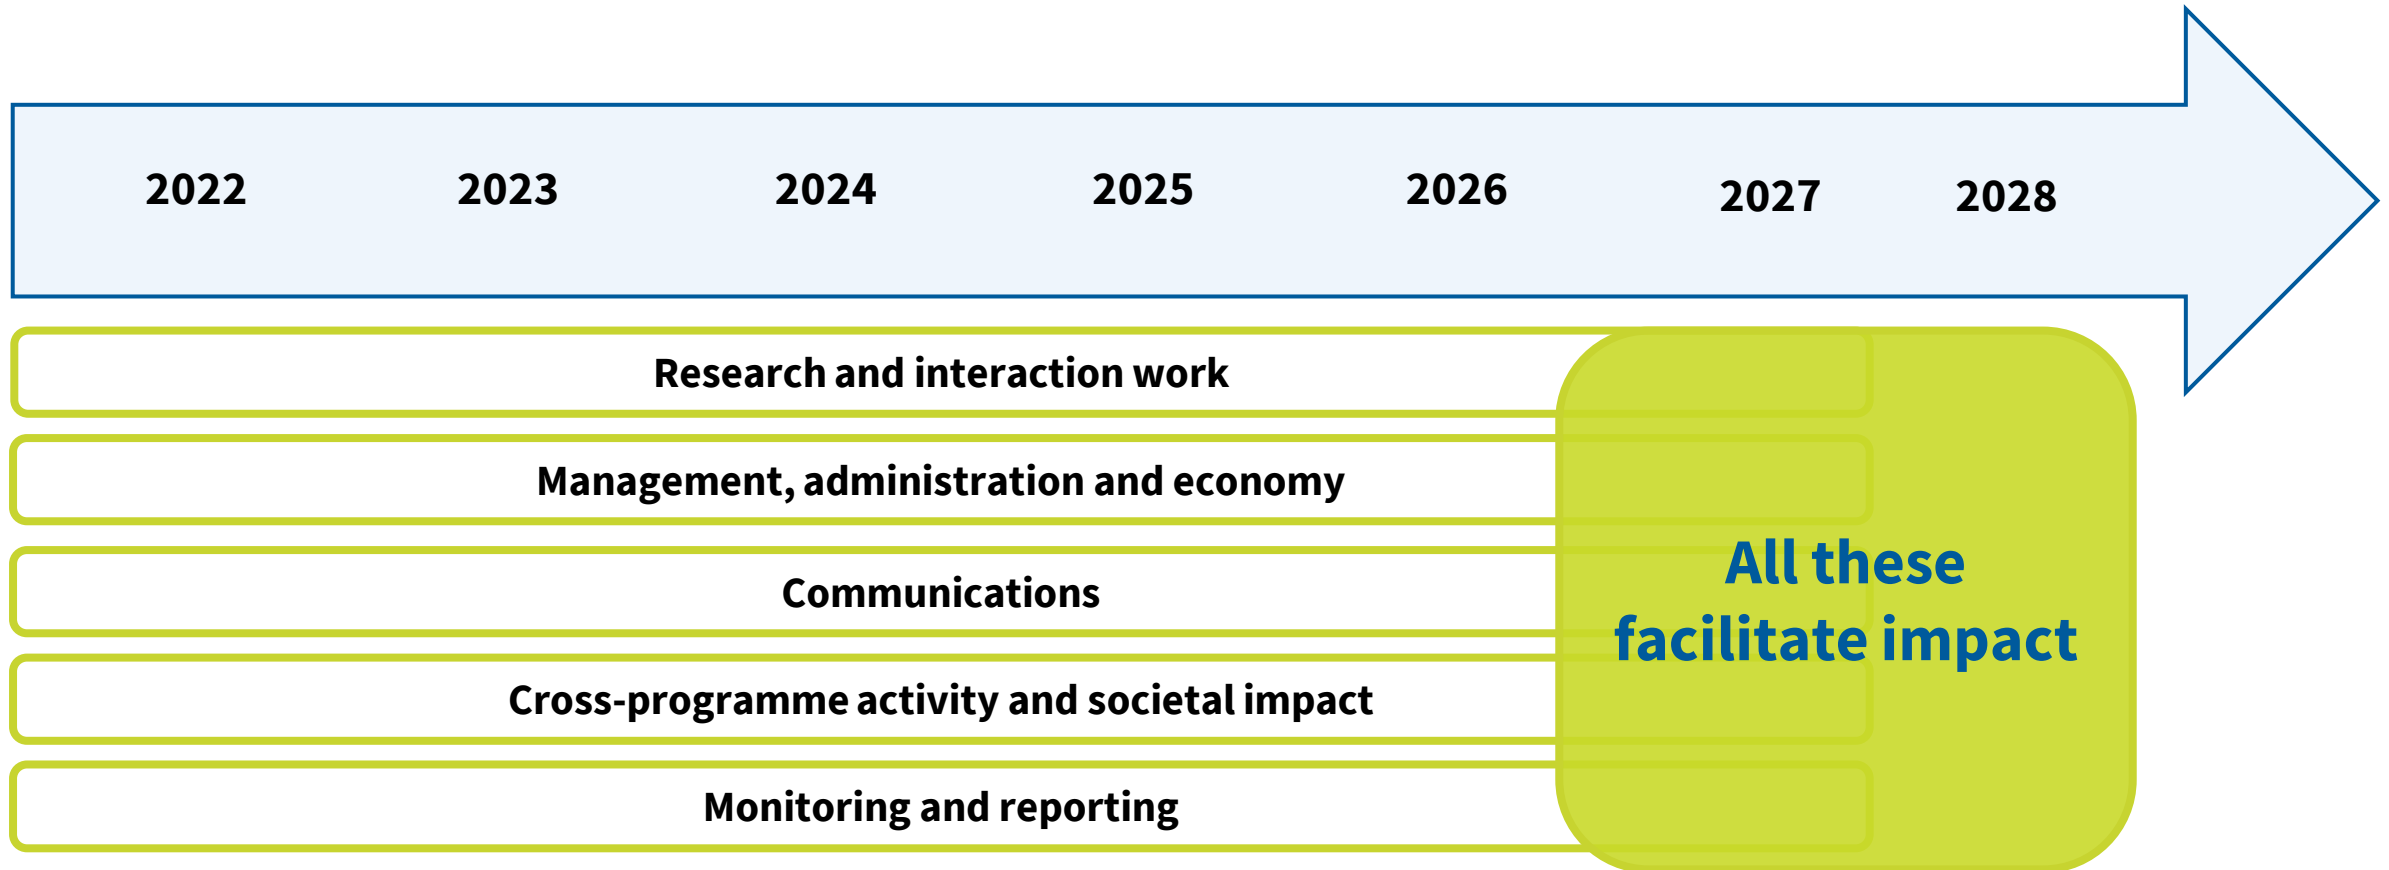 2022 2023 2024 2025 2026 2027 2028
Research and interaction work
Management, administration and economy
Communications
Cross-programme activity and societal impact
Monitoring and reporting
All these
facilitate impact